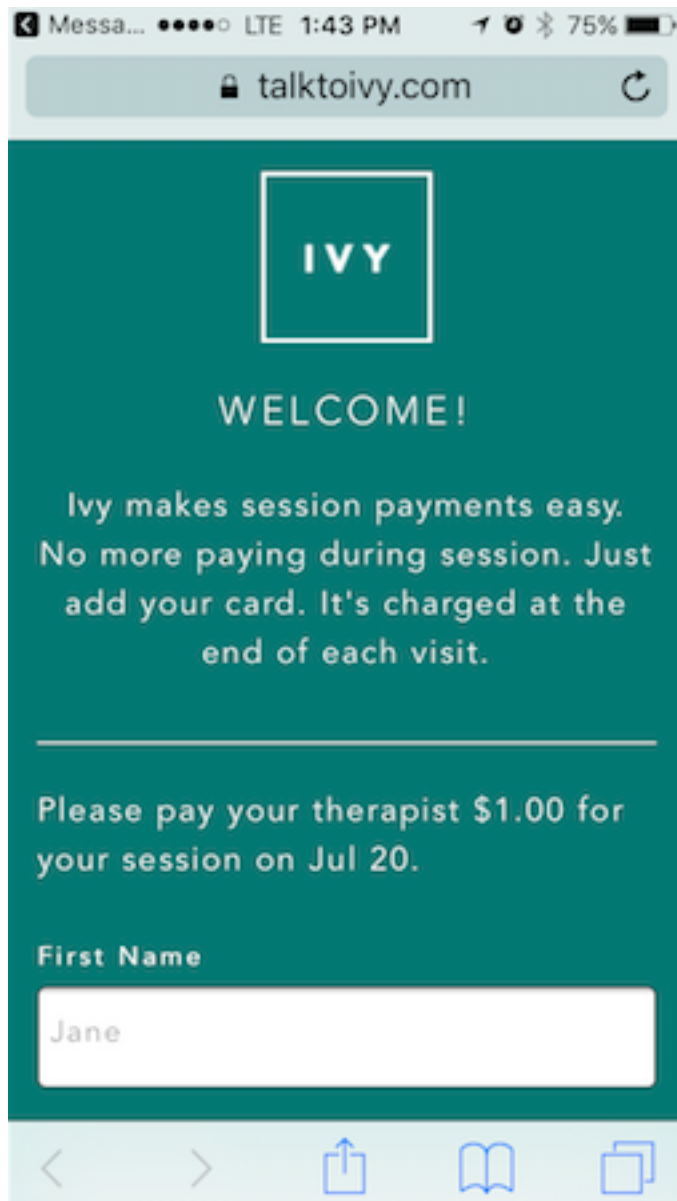 Messa... LTE 1:43 PM 75%
talktoivy.com
IVY
WELCOME!
Ivy makes session payments easy.
No more paying during session. Just
add your card. It's charged at the
end of each visit.
Please pay your therapist $1.00 for
your session on Jul 20.
First Name
Jane